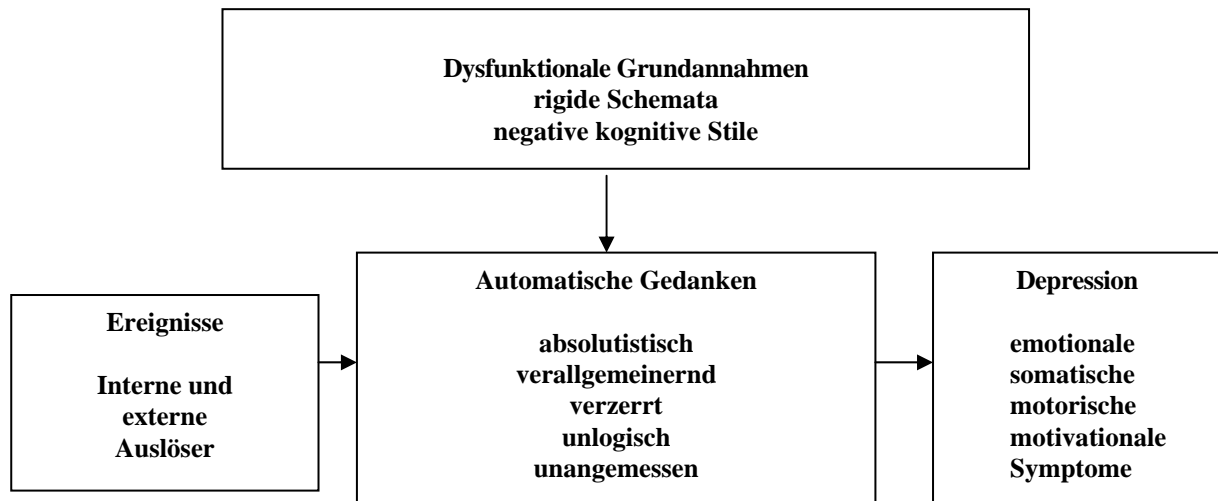 Dysfunktionale Grundannahmen
rigide Schemata
negative kognitive Stile
Ereignisse
Interne und
externe
Auslöser
Automatische Gedanken
absolutistisch
verallgemeinernd
verzerrt
unlogisch
unangemessen
Depression
emotionale
somatische
motorische
motivationale
Symptome